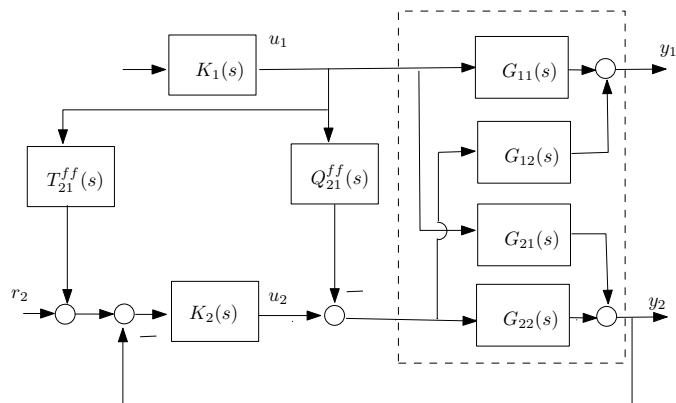 u₁
y₁
K₁(s)
G₁₁(s)
G₁₂(s)
T₂₁ᶠᶠ(s)
Q₂₁ᶠᶠ(s)
G₂₁(s)
r₂
K₂(s)
u₂
−
G₂₂(s)
y₂
−